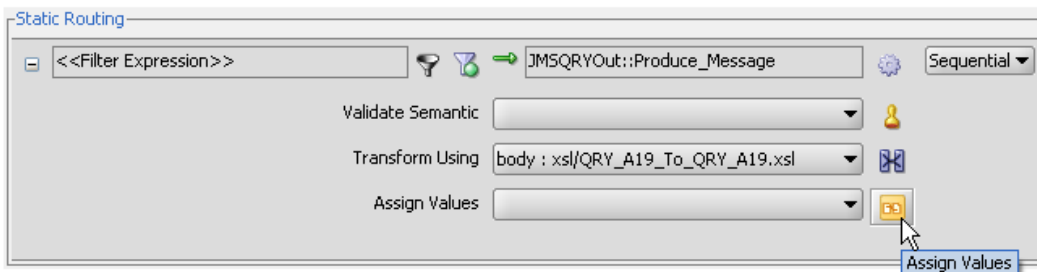 Static Routing
<<Filter Expression>> JMSQRYOut::Produce_Message Sequential
Validate Semantic
Transform Using body : xsl/QRY_A19_To_QRY_A19.xsl
Assign Values
Assign Values